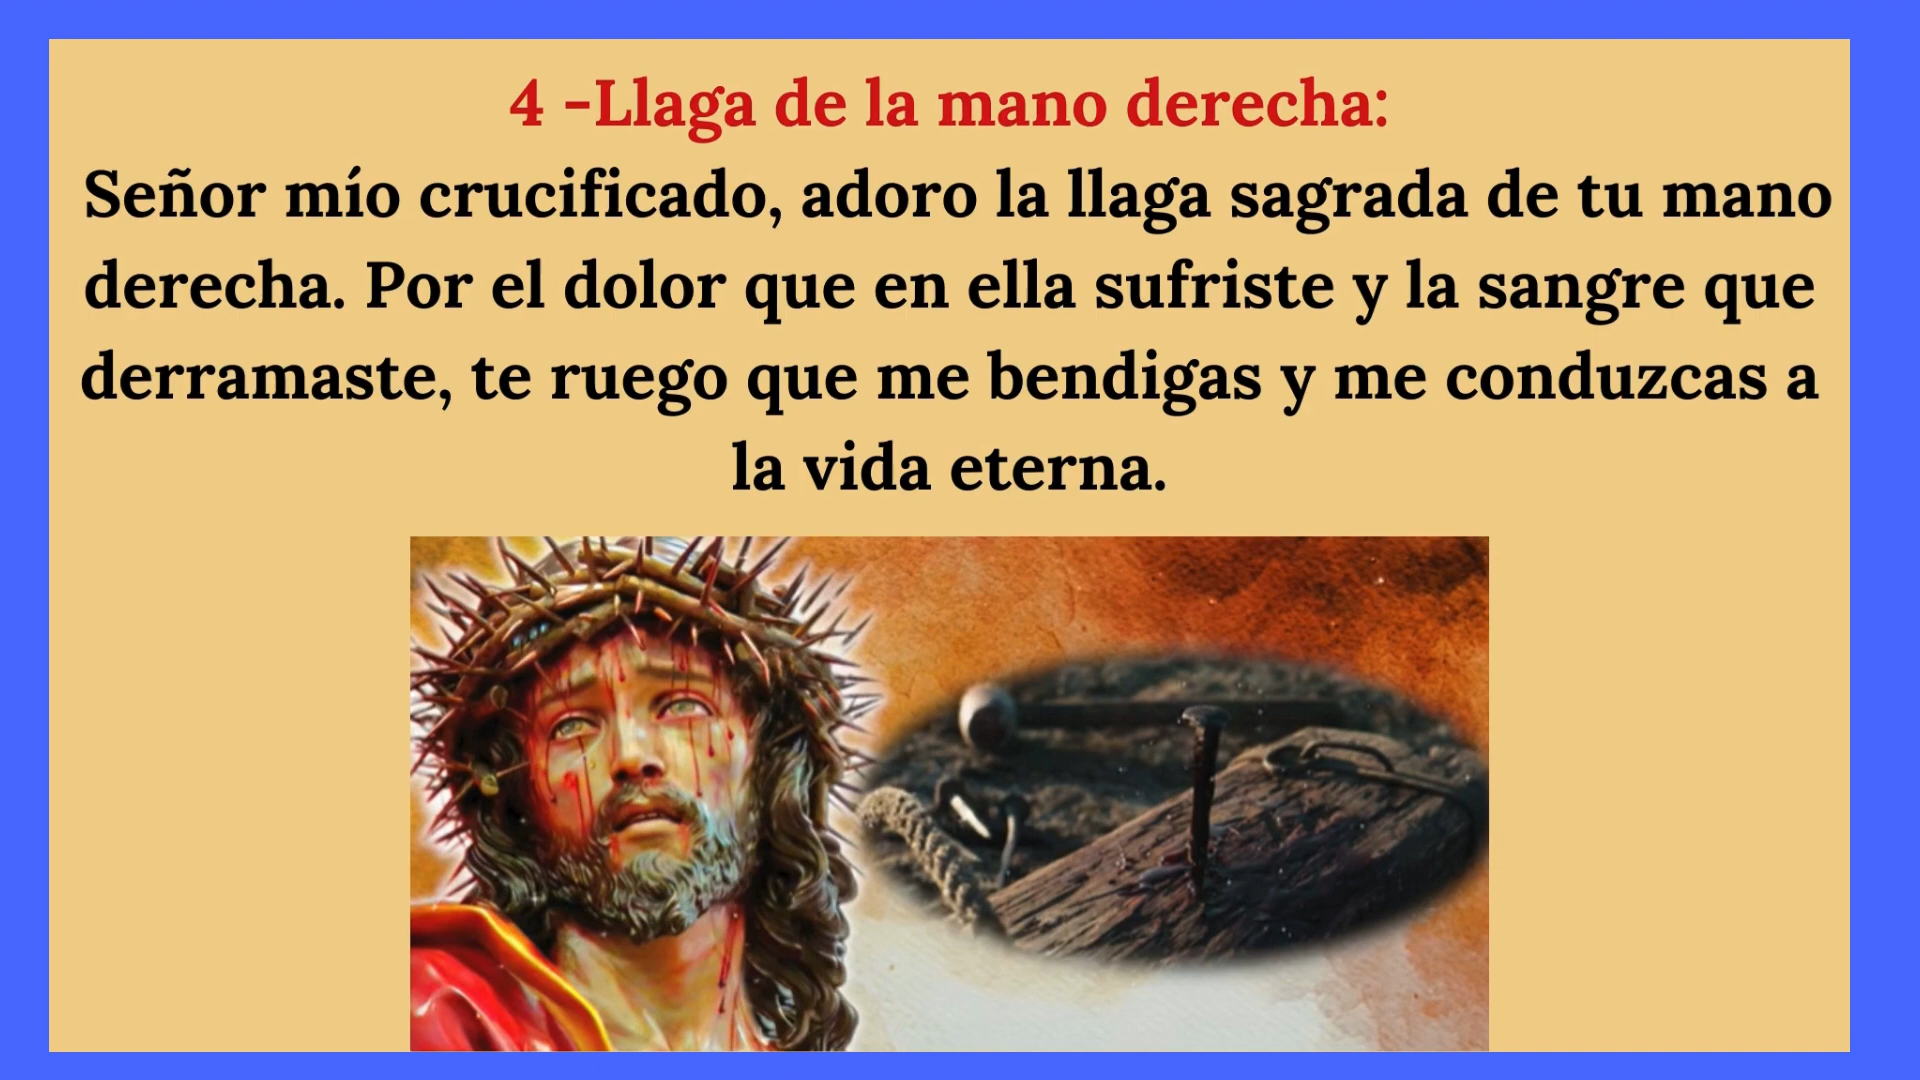 4 -Llaga de la mano derecha:
Señor mío crucificado, adoro la llaga sagrada de tu mano
derecha. Por el dolor que en ella sufriste y la sangre que
derramaste, te ruego que me bendigas y me conduzcas a
la vida eterna.